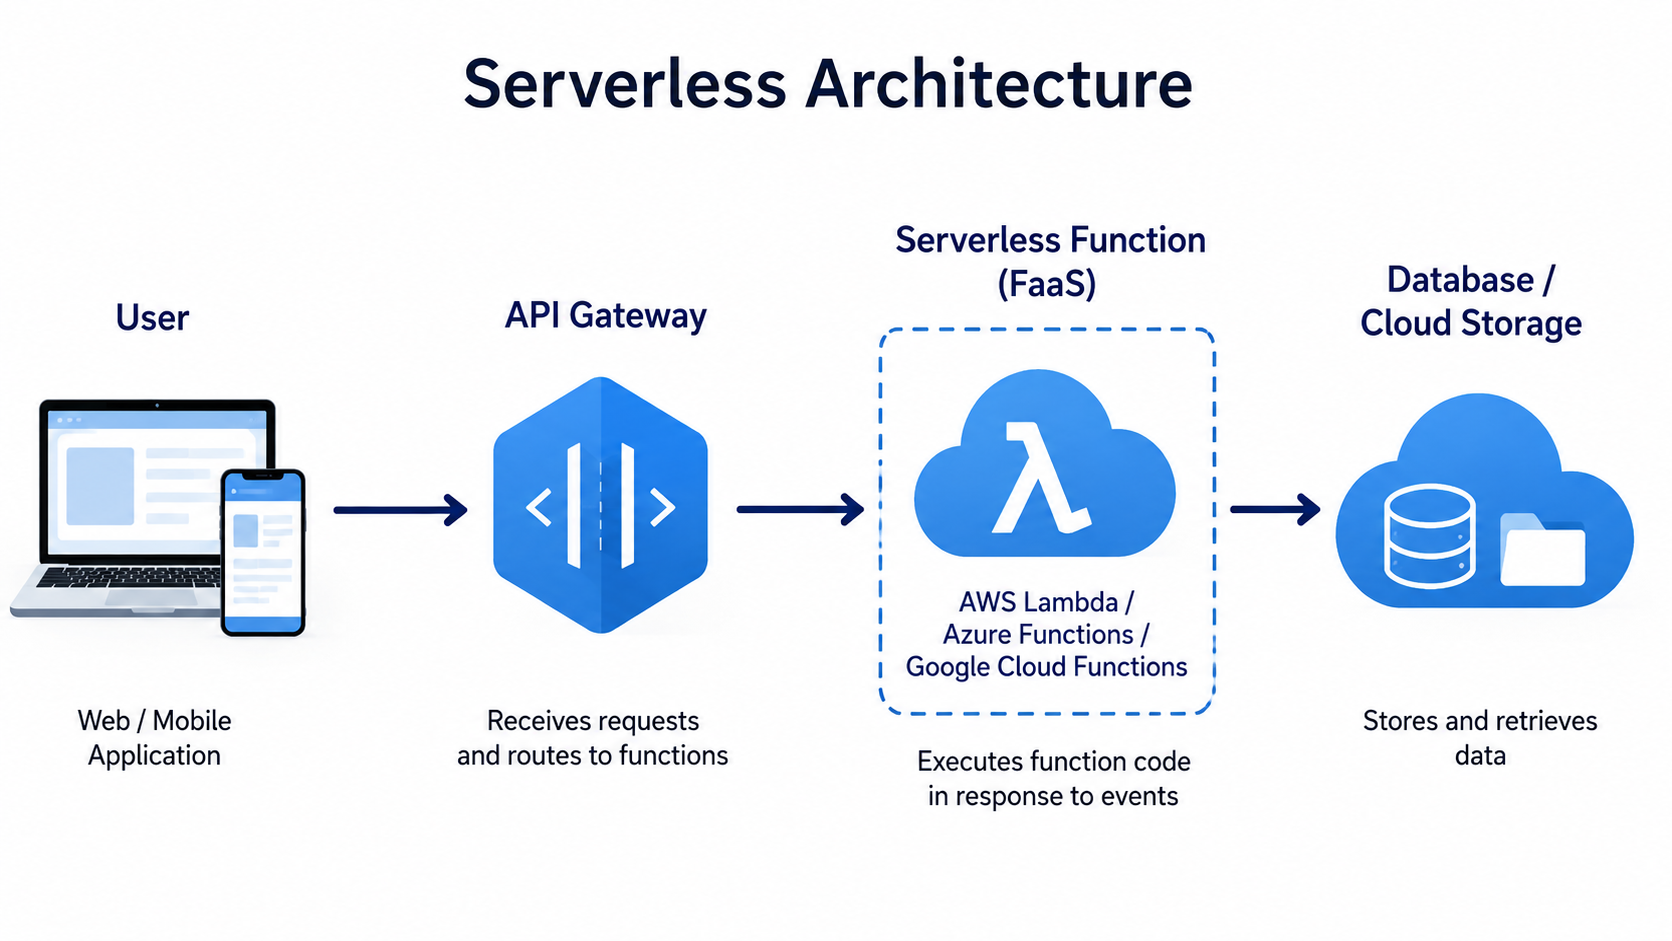 Serverless Architecture
User
Web / Mobile
Application
API Gateway
Receives requests
and routes to functions
Serverless Function
(FaaS)
AWS Lambda /
Azure Functions /
Google Cloud Functions
Executes function code
in response to events
Database /
Cloud Storage
Stores and retrieves
data